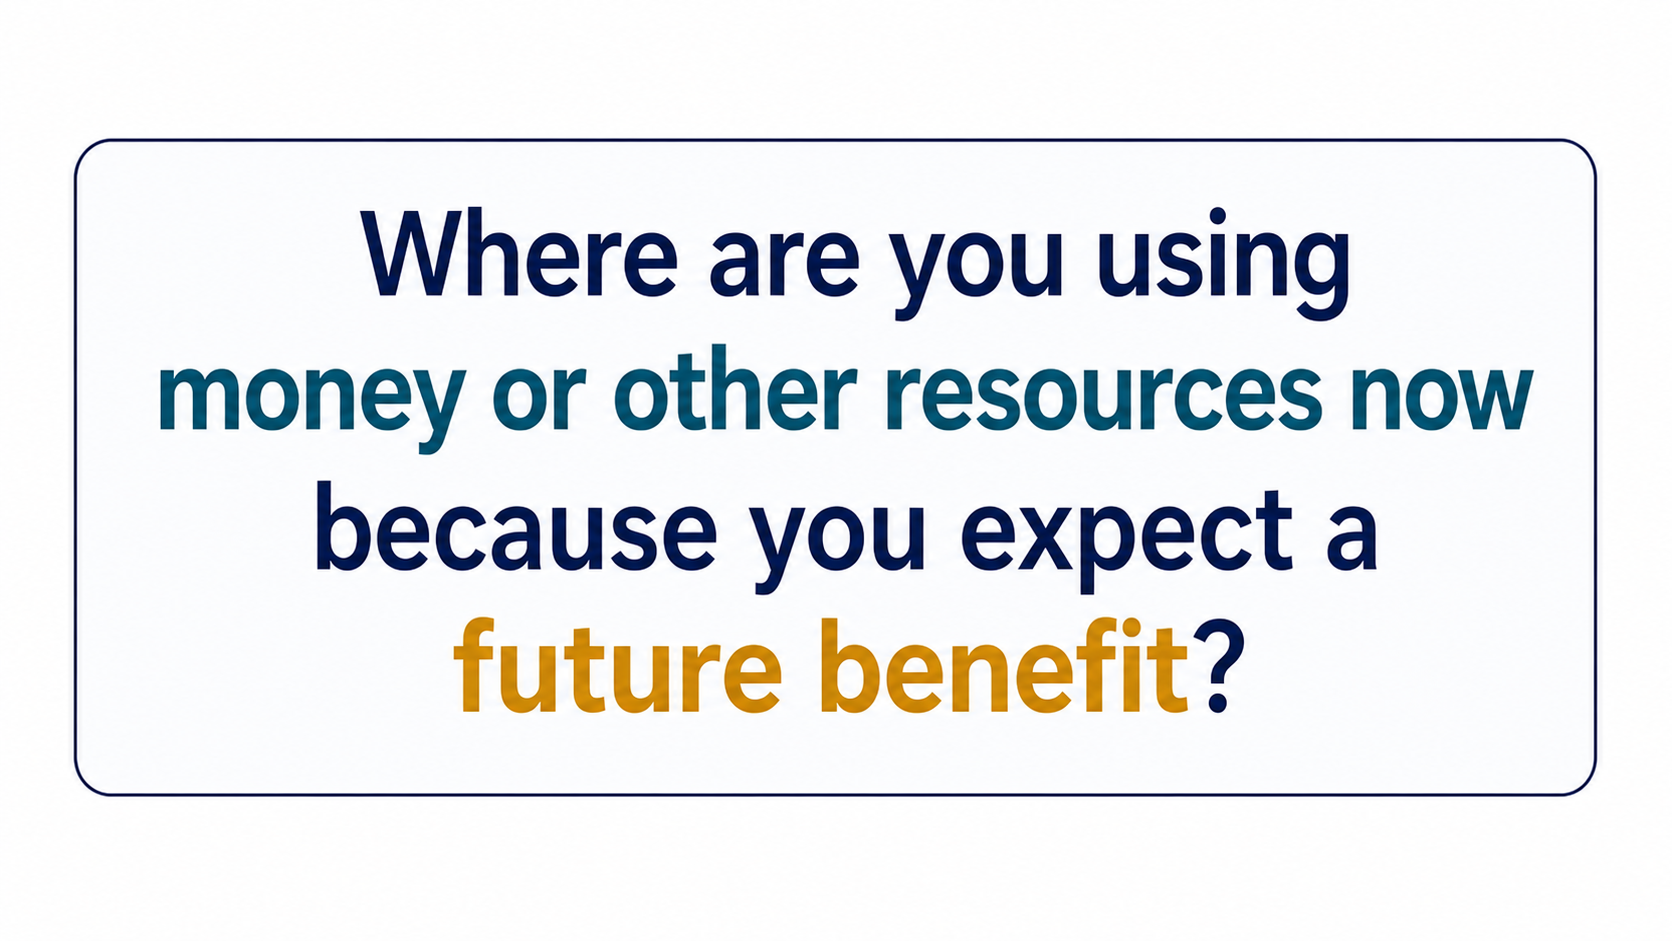 Where are you using
money or other resources now
because you expect a
future benefit?